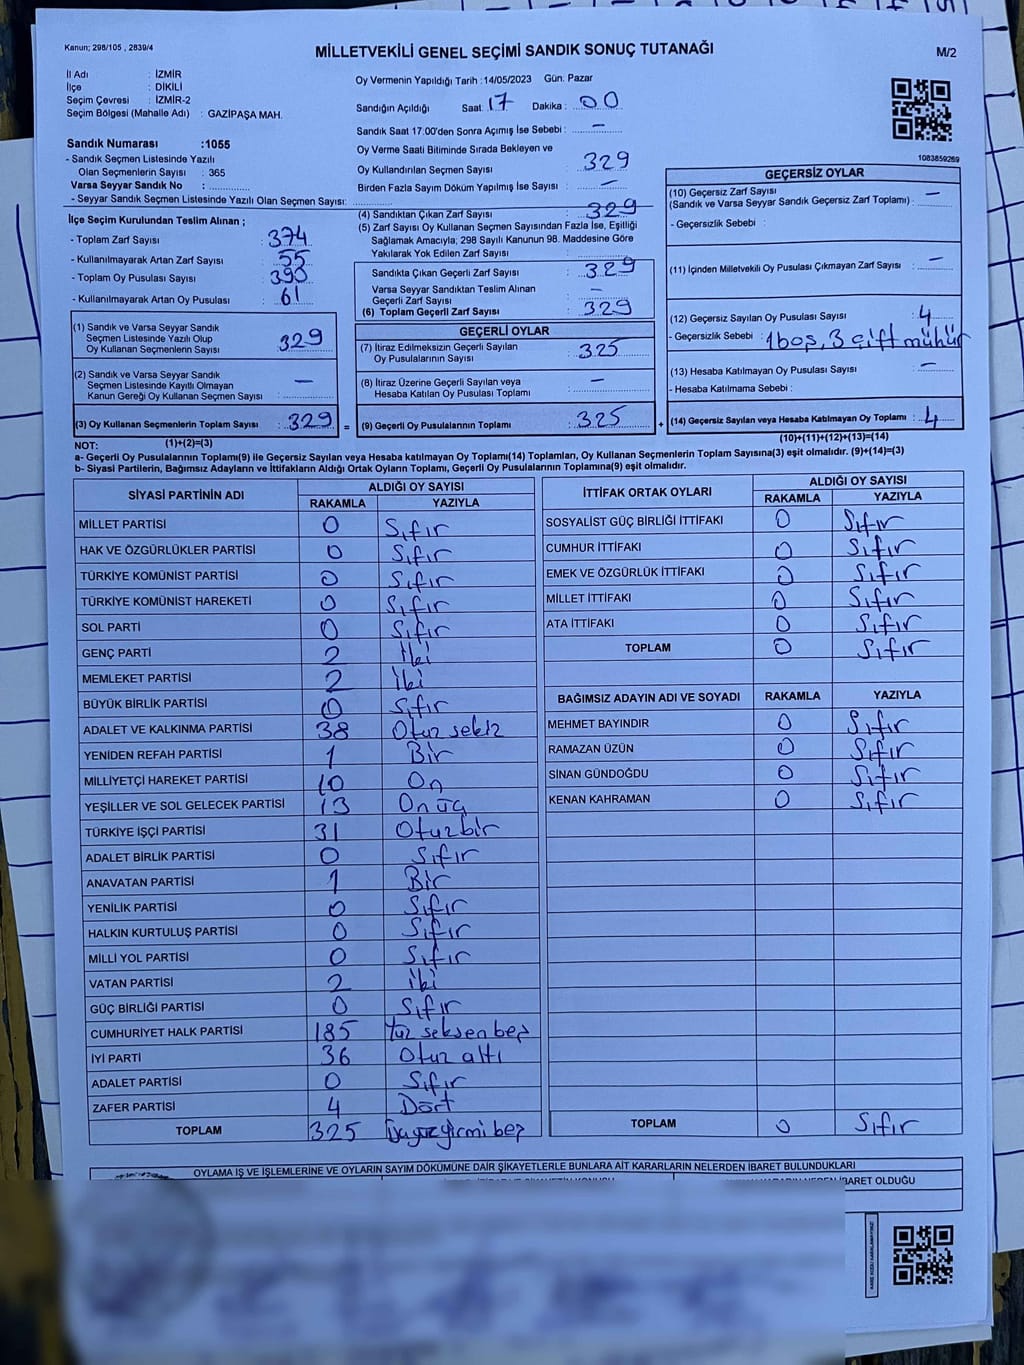 Kanun; 298/105 , 2839/4
MİLLETVEKİLİ GENEL SEÇİMİ SANDIK SONUÇ TUTANAĞI
M/2
İl Adı : İZMİR
İlçe : DİKİLİ
Seçim Çevresi : İZMİR-2
Seçim Bölgesi (Mahalle Adı) : GAZİPAŞA MAH.
Sandık Numarası :1055
- Sandık Seçmen Listesinde Yazılı
Olan Seçmenlerin Sayısı : 365
Varsa Seyyar Sandık No :
- Seyyar Sandık Seçmen Listesinde Yazılı Olan Seçmen Sayısı:
Oy Vermenin Yapıldığı Tarih :14/05/2023 Gün: Pazar
Sandığın Açıldığı Saat: 17 Dakika : 00
Sandık Saat 17:00'den Sonra Açımış İse Sebebi : —
Oy Verme Saati Bitiminde Sırada Bekleyen ve
Oy Kullandırılan Seçmen Sayısı : 329
Birden Fazla Sayım Döküm Yapılmış İse Sayısı : —
1083859269
İlçe Seçim Kurulundan Teslim Alınan ;
- Toplam Zarf Sayısı : 374
- Kullanılmayarak Artan Zarf Sayısı : 55
- Toplam Oy Pusulası Sayısı : 390
- Kullanılmayarak Artan Oy Pusulası : 61
(4) Sandıktan Çıkan Zarf Sayısı : 329
(5) Zarf Sayısı Oy Kullanan Seçmen Sayısından Fazla İse, Eşitliği
Sağlamak Amacıyla; 298 Sayılı Kanunun 98. Maddesine Göre
Yakılarak Yok Edilen Zarf Sayısı :
Sandıkta Çıkan Geçerli Zarf Sayısı : 329
Varsa Seyyar Sandıktan Teslim Alınan
Geçerli Zarf Sayısı : —
(6) Toplam Geçerli Zarf Sayısı : 329
GEÇERSİZ OYLAR
(10) Geçersiz Zarf Sayısı
(Sandık ve Varsa Seyyar Sandık Geçersiz Zarf Toplamı) : —
- Geçersizlik Sebebi :
(11) İçinden Milletvekili Oy Pusulası Çıkmayan Zarf Sayısı : —
(12) Geçersiz Sayılan Oy Pusulası Sayısı : 4
- Geçersizlik Sebebi : 1 boş, 3 çift mühür
(13) Hesaba Katılmayan Oy Pusulası Sayısı : —
- Hesaba Katılmama Sebebi :
(14) Geçersiz Sayılan veya Hesaba Katılmayan Oy Toplamı : 4
(10)+(11)+(12)+(13)=(14)
(1) Sandık ve Varsa Seyyar Sandık
Seçmen Listesinde Yazılı Olup
Oy Kullanan Seçmenlerin Sayısı : 329
(2) Sandık ve Varsa Seyyar Sandık
Seçmen Listesinde Kayıtlı Olmayan
Kanun Gereği Oy Kullanan Seçmen Sayısı : —
(3) Oy Kullanan Seçmenlerin Toplam Sayısı : 329 =
(1)+(2)=(3)
GEÇERLİ OYLAR
(7) İtiraz Edilmeksizin Geçerli Sayılan
Oy Pusulalarının Sayısı : 325
(8) İtiraz Üzerine Geçerli Sayılan veya
Hesaba Katılan Oy Pusulası Toplamı : —
(9) Geçerli Oy Pusulalarının Toplamı : 325 +
NOT:
a- Geçerli Oy Pusulalarının Toplamı(9) ile Geçersiz Sayılan veya Hesaba katılmayan Oy Toplamı(14) Toplamları, Oy Kullanan Seçmenlerin Toplam Sayısına(3) eşit olmalıdır. (9)+(14)=(3)
b- Siyasi Partilerin, Bağımsız Adayların ve İttifakların Aldığı Ortak Oyların Toplamı, Geçerli Oy Pusulalarının Toplamına(9) eşit olmalıdır.
SİYASİ PARTİNİN ADI ALDIĞI OY SAYISI
RAKAMLA YAZIYLA
MİLLET PARTİSİ 0 Sıfır
HAK VE ÖZGÜRLÜKLER PARTİSİ 0 Sıfır
TÜRKİYE KOMÜNİST PARTİSİ 0 Sıfır
TÜRKİYE KOMÜNİST HAREKETİ 0 Sıfır
SOL PARTİ 0 Sıfır
GENÇ PARTİ 2 İki
MEMLEKET PARTİSİ 2 İki
BÜYÜK BİRLİK PARTİSİ 0 Sıfır
ADALET VE KALKINMA PARTİSİ 38 Otuz sekiz
YENİDEN REFAH PARTİSİ 1 Bir
MİLLİYETÇİ HAREKET PARTİSİ 10 On
YEŞİLLER VE SOL GELECEK PARTİSİ 13 On üç
TÜRKİYE İŞÇİ PARTİSİ 31 Otuz bir
ADALET BİRLİK PARTİSİ 0 Sıfır
ANAVATAN PARTİSİ 1 Bir
YENİLİK PARTİSİ 0 Sıfır
HALKIN KURTULUŞ PARTİSİ 0 Sıfır
MİLLİ YOL PARTİSİ 0 Sıfır
VATAN PARTİSİ 2 İki
GÜÇ BİRLİĞİ PARTİSİ 0 Sıfır
CUMHURİYET HALK PARTİSİ 185 Yüz seksen beş
İYİ PARTİ 36 Otuz altı
ADALET PARTİSİ 0 Sıfır
ZAFER PARTİSİ 4 Dört
TOPLAM 325 Üçyüz yirmi beş
İTTİFAK ORTAK OYLARI ALDIĞI OY SAYISI
RAKAMLA YAZIYLA
SOSYALİST GÜÇ BİRLİĞİ İTTİFAKI 0 Sıfır
CUMHUR İTTİFAKI 0 Sıfır
EMEK VE ÖZGÜRLÜK İTTİFAKI 0 Sıfır
MİLLET İTTİFAKI 0 Sıfır
ATA İTTİFAKI 0 Sıfır
TOPLAM 0 Sıfır
BAĞIMSIZ ADAYIN ADI VE SOYADI RAKAMLA YAZIYLA
MEHMET BAYINDIR 0 Sıfır
RAMAZAN ÜZÜN 0 Sıfır
SİNAN GÜNDOĞDU 0 Sıfır
KENAN KAHRAMAN 0 Sıfır
TOPLAM 0 Sıfır
OYLAMA İŞ VE İŞLEMLERİNE VE OYLARIN SAYIM DÖKÜMÜNE DAİR ŞİKAYETLERLE BUNLARA AİT KARARLARIN NELERDEN İBARET BULUNDUKLARI
İBARET OLDUĞU